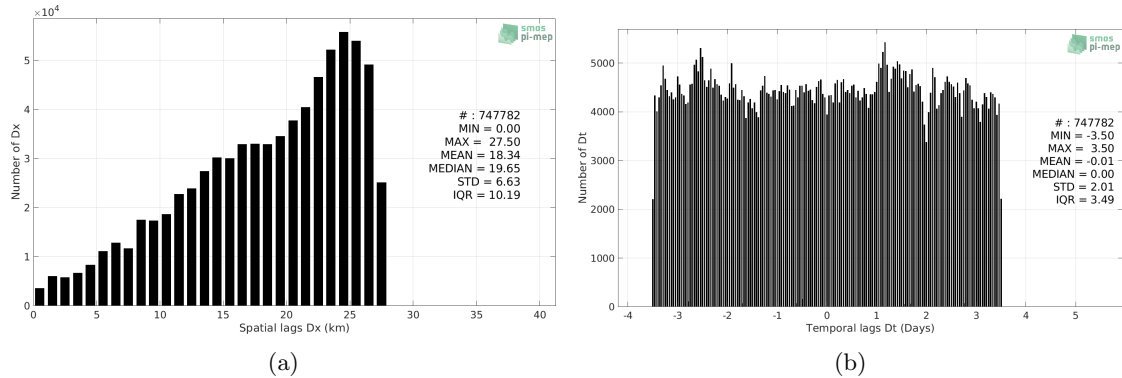 ×10⁴
smos
pi-mep
5
4
3
2
1
0
Number of Dx
# : 747782
MIN = 0.00
MAX = 27.50
MEAN = 18.34
MEDIAN = 19.65
STD = 6.63
IQR = 10.19
0 5 10 15 20 25 30 35 40
Spatial lags Dx (km)
(a)
smos
pi-mep
5000
4000
3000
2000
1000
0
Number of Dt
# : 747782
MIN = -3.50
MAX = 3.50
MEAN = -0.01
MEDIAN = 0.00
STD = 2.01
IQR = 3.49
-4 -3 -2 -1 0 1 2 3 4 5
Temporal lags Dt (Days)
(b)